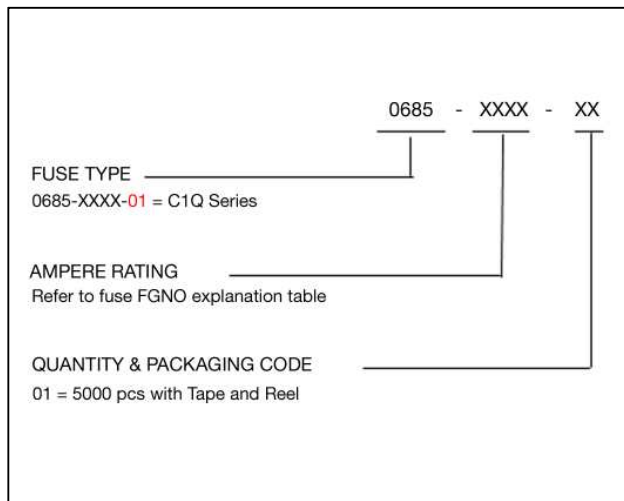 0685 - XXXX - XX
FUSE TYPE
0685-XXXX-01 = C1Q Series
AMPERE RATING
Refer to fuse FGNO explanation table
QUANTITY & PACKAGING CODE
01 = 5000 pcs with Tape and Reel